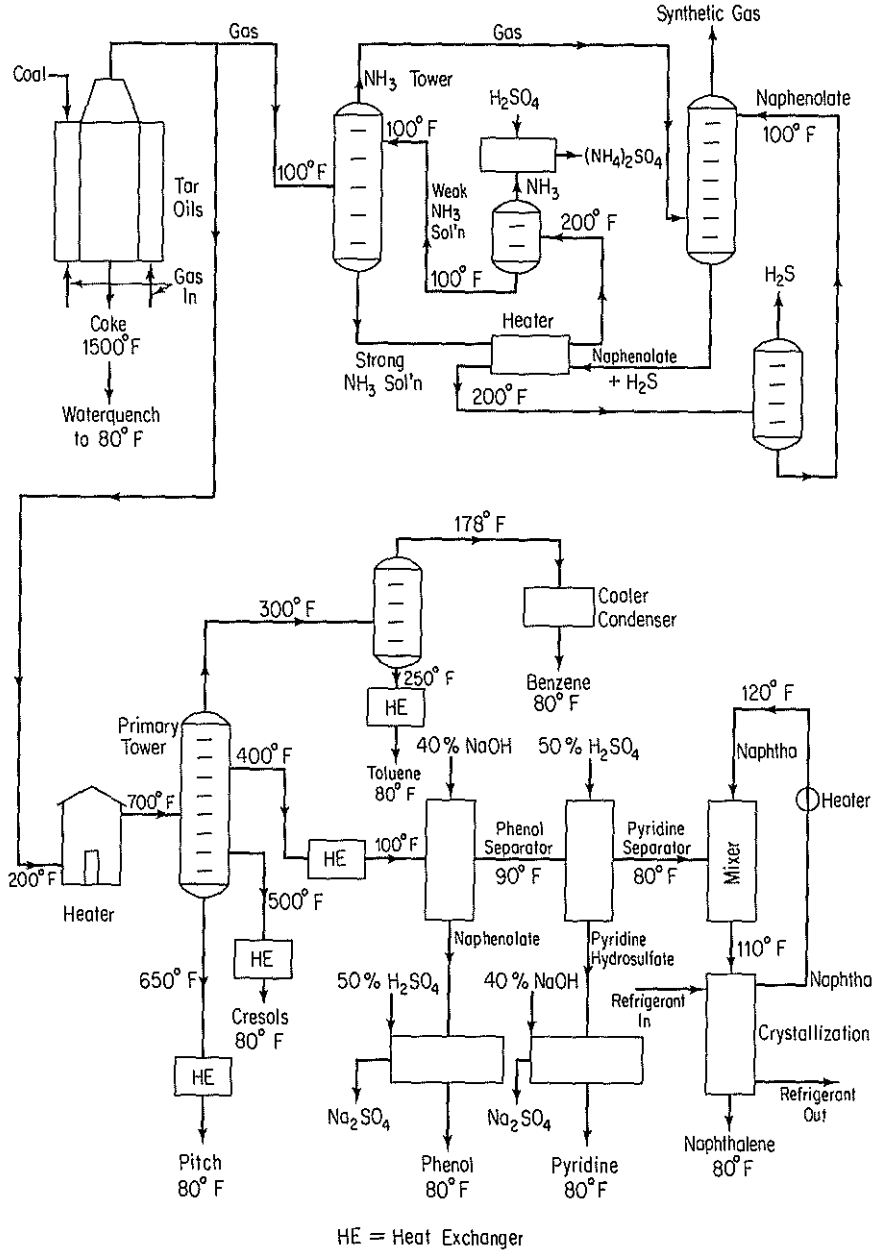 Synthetic Gas
Gas
Gas
Coal
NH3 Tower
H2SO4
Naphenolate
100° F
100° F
(NH4)2SO4
NH3
100° F
Tar
Oils
Weak
NH3
Sol'n
200° F
Gas
In
100° F
H2S
Coke
1500° F
Heater
Strong
NH3 Sol'n
Naphenolate
+ H2S
200° F
Waterquench
to 80° F
178° F
300° F
Cooler
Condenser
250° F
HE
Benzene
80° F
120° F
Primary
Tower
400° F
40 % NaOH
50 % H2SO4
Naphtha
Toluene
80° F
700° F
Heater
HE
100° F
Phenol
Separator
90° F
Pyridine
Separator
80° F
Mixer
200° F
Heater
500° F
Naphenolate
Pyridine
Hydrosulfate
110° F
650° F
HE
50 % H2SO4
40 % NaOH
Refrigerant
In
Naphtha
Cresols
80° F
Crystallization
HE
Na2SO4
Na2SO4
Refrigerant
Out
Pitch
80° F
Phenol
80° F
Pyridine
80° F
Naphthalene
80° F
HE = Heat Exchanger